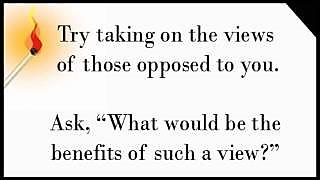 Try taking on the views
of those opposed to you.
Ask, “What would be the
benefits of such a view?”